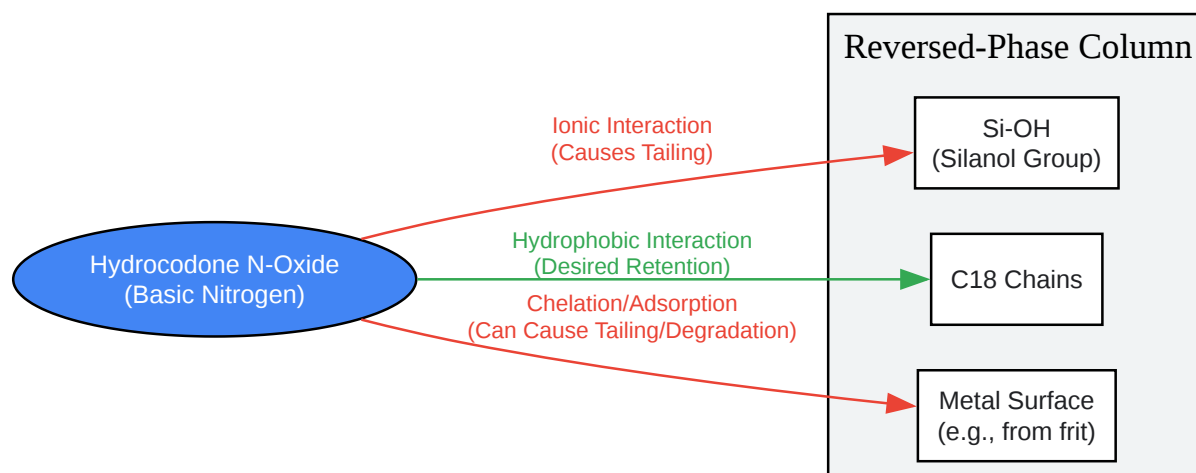 Reversed-Phase Column
Ionic Interaction
(Causes Tailing)
Si-OH
(Silanol Group)
Hydrocodone N-Oxide
(Basic Nitrogen)
Hydrophobic Interaction
(Desired Retention)
C18 Chains
Chelation/Adsorption
(Can Cause Tailing/Degradation)
Metal Surface
(e.g., from frit)